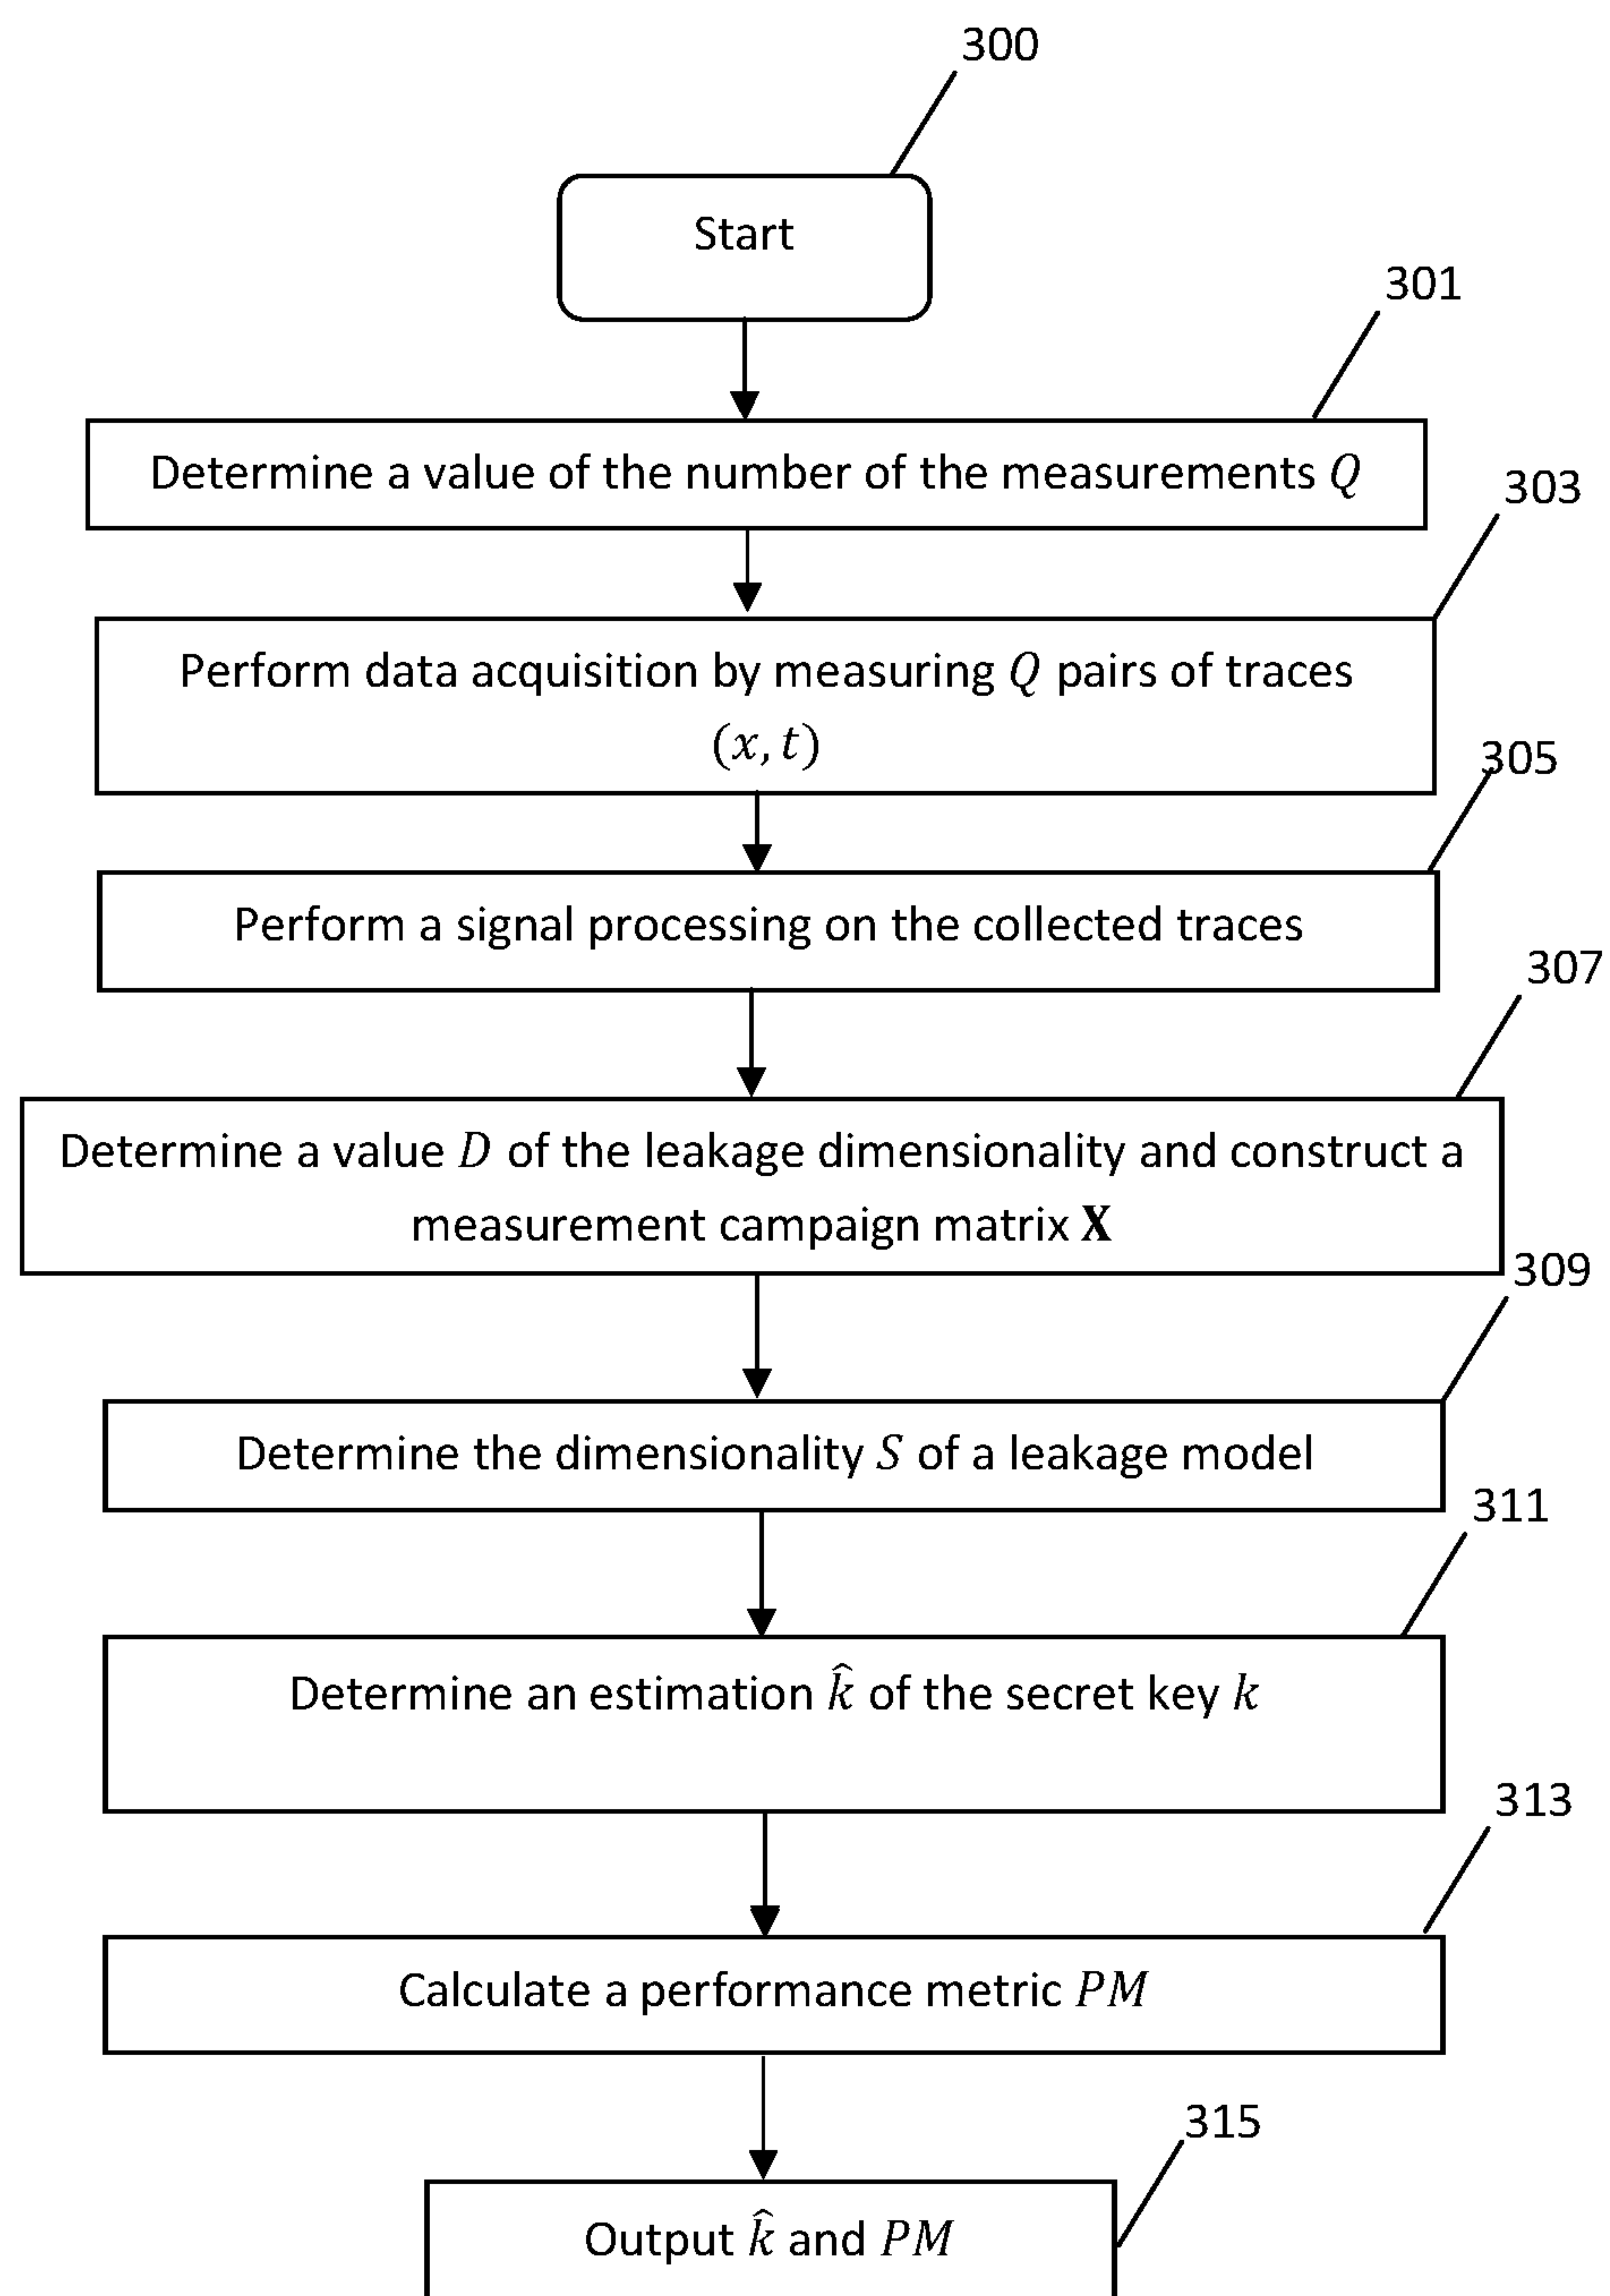 300
Start
301
Determine a value of the number of the measurements Q
303
Perform data acquisition by measuring Q pairs of traces
(x, t)
305
Perform a signal processing on the collected traces
307
Determine a value D of the leakage dimensionality and construct a
measurement campaign matrix X
309
Determine the dimensionality S of a leakage model
311
Determine an estimation k̂ of the secret key k
313
Calculate a performance metric PM
315
Output k̂ and PM